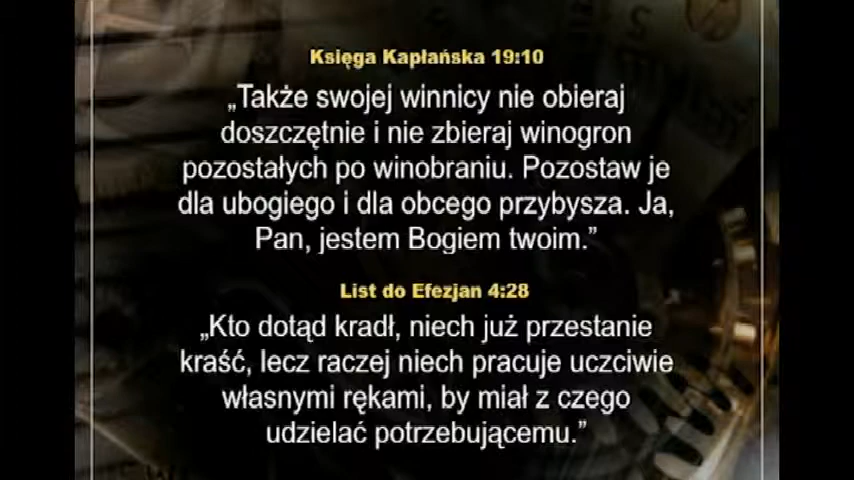 Księga Kapłańska 19:10
„Także swojej winnicy nie obieraj
doszczętnie i nie zbieraj winogron
pozostałych po winobraniu. Pozostaw je
dla ubogiego i dla obcego przybysza. Ja,
Pan, jestem Bogiem twoim.”
List do Efezjan 4:28
„Kto dotąd kradł, niech już przestanie
kraść, lecz raczej niech pracuje uczciwie
własnymi rękami, by miał z czego
udzielać potrzebującemu.”